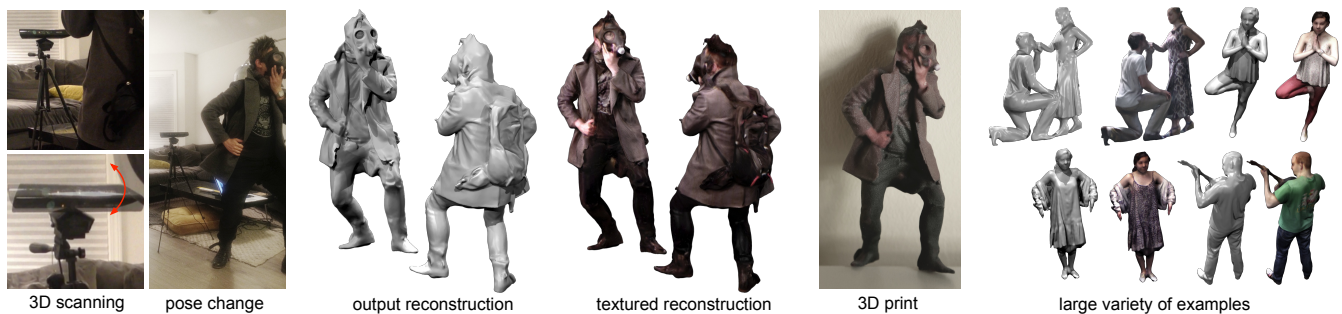 3D scanning
pose change
output reconstruction
textured reconstruction
3D print
large variety of examples